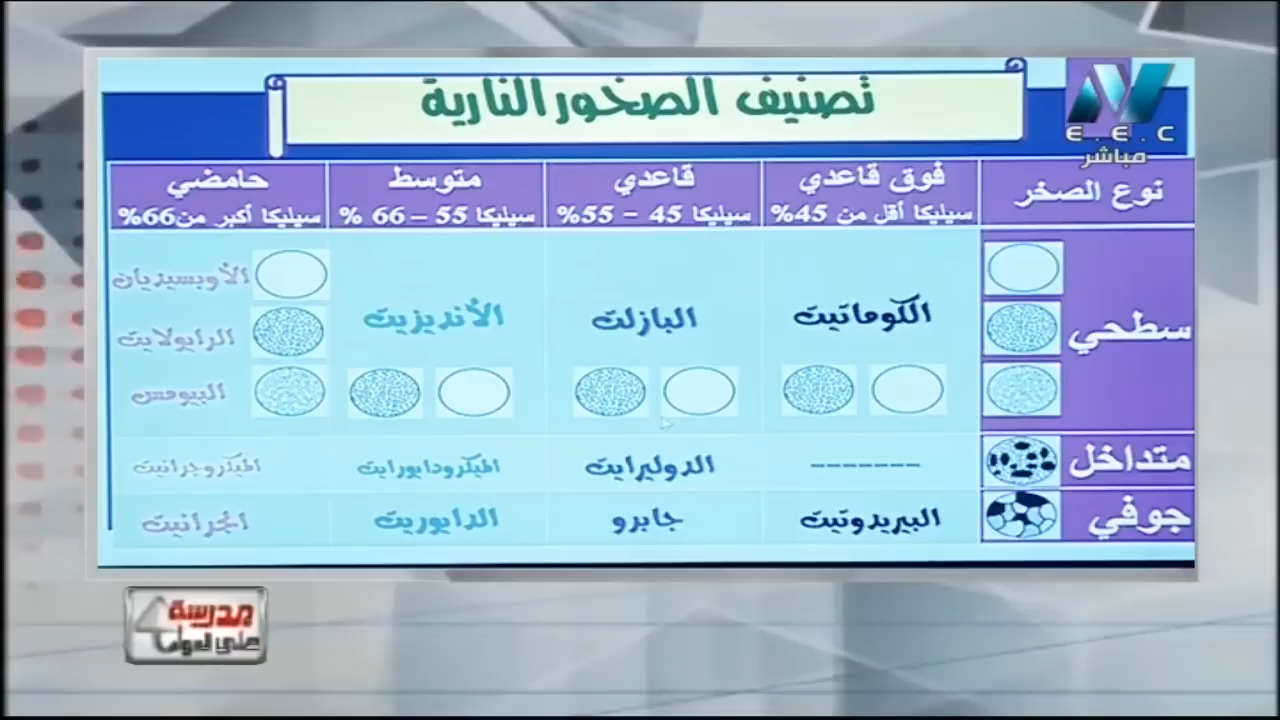 تصنيف الصخور النارية
E.E.C
مباشر
نوع الصخر
فوق قاعدي
سيليكا أقل من 45%
قاعدي
سيليكا 45 – 55%
متوسط
سيليكا 55 – 66 %
حامضي
سيليكا أكبر من66%
سطحي
الكوماتيت
البازلت
الأنديزيت
الأوبسيديان
الرايولايت
البيومس
متداخل
-------
الدوليرايت
الميكرودايورايت
الميكروجرانيت
جوفي
البيريدوتيت
جابرو
الدايوريت
الجرانيت
مدرسة
على الهواء